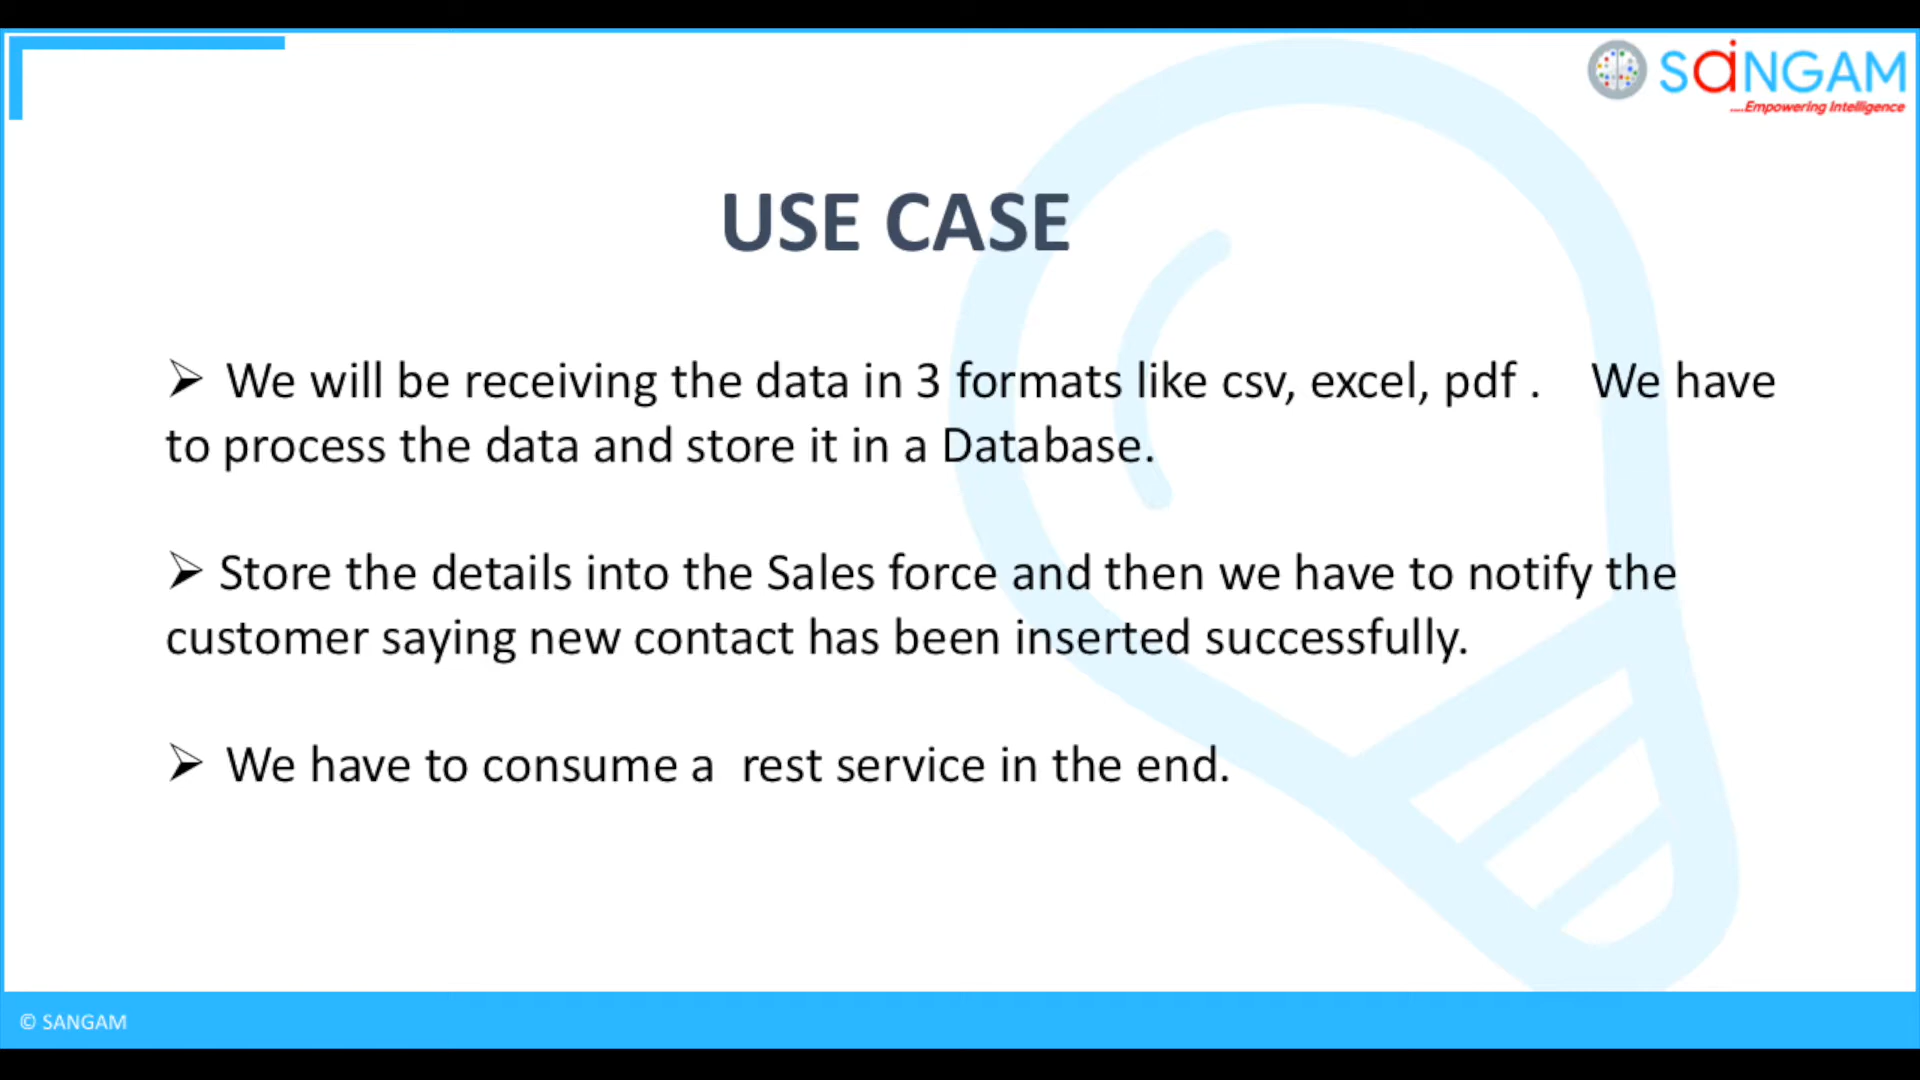 SaiNGAM
....Empowering Intelligence
USE CASE
➢ We will be receiving the data in 3 formats like csv, excel, pdf . We have
to process the data and store it in a Database.
➢ Store the details into the Sales force and then we have to notify the
customer saying new contact has been inserted successfully.
➢ We have to consume a rest service in the end.
© SANGAM